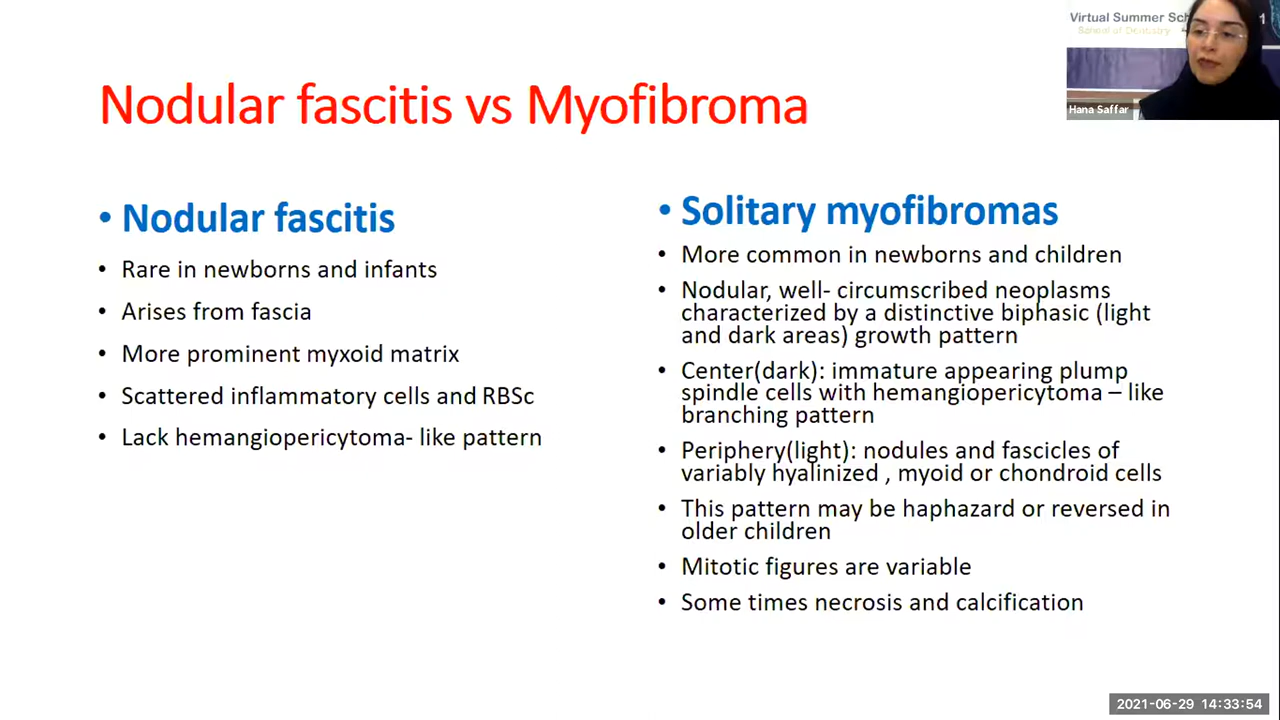 Virtual Summer Sch
School of Dentistry
1
Hana Saffar
Nodular fascitis vs Myofibroma
• Nodular fascitis
• Rare in newborns and infants
• Arises from fascia
• More prominent myxoid matrix
• Scattered inflammatory cells and RBSc
• Lack hemangiopericytoma- like pattern
• Solitary myofibromas
• More common in newborns and children
• Nodular, well- circumscribed neoplasms
characterized by a distinctive biphasic (light
and dark areas) growth pattern
• Center(dark): immature appearing plump
spindle cells with hemangiopericytoma – like
branching pattern
• Periphery(light): nodules and fascicles of
variably hyalinized , myoid or chondroid cells
• This pattern may be haphazard or reversed in
older children
• Mitotic figures are variable
• Some times necrosis and calcification
2021-06-29 14:33:54